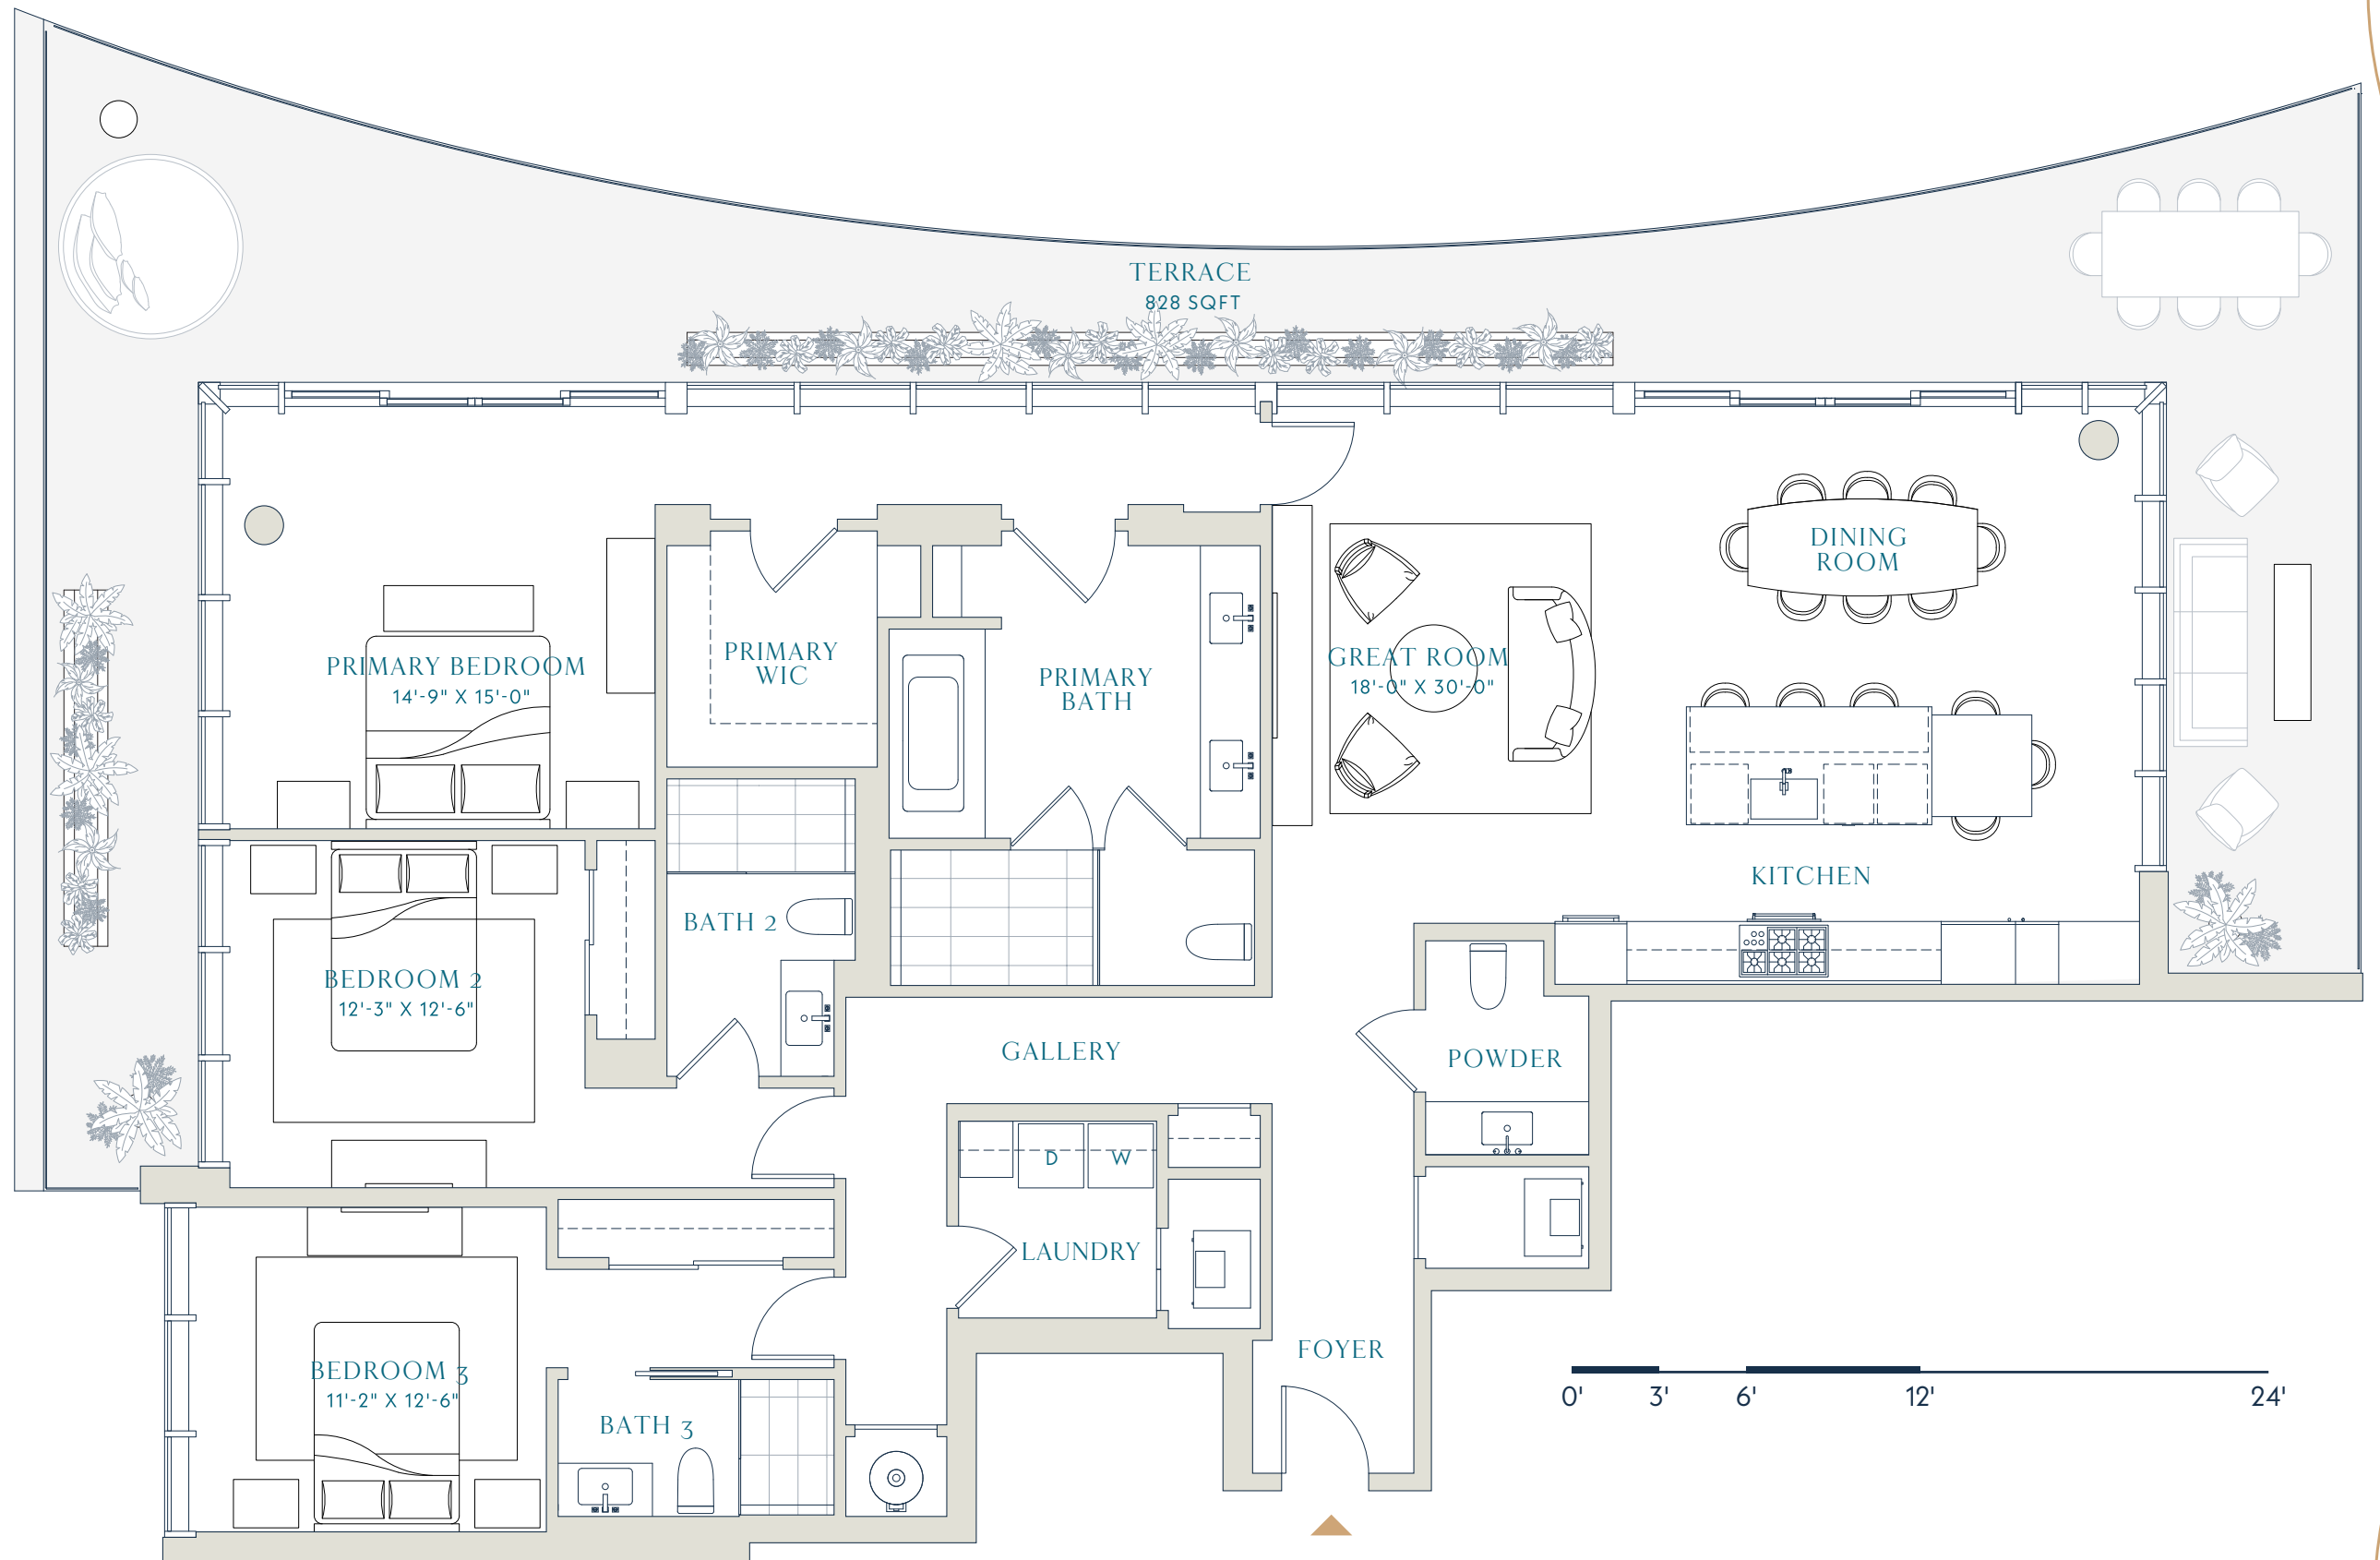 TERRACE
828 SQFT
DINING
ROOM
PRIMARY BEDROOM
14'-9" X 15'-0"
PRIMARY
WIC
PRIMARY
BATH
GREAT ROOM
18'-0" X 30'-0"
KITCHEN
BATH 2
BEDROOM 2
12'-3" X 12'-6"
GALLERY
POWDER
D
W
LAUNDRY
FOYER
BEDROOM 3
11'-2" X 12'-6"
BATH 3
0' 3' 6' 12' 24'